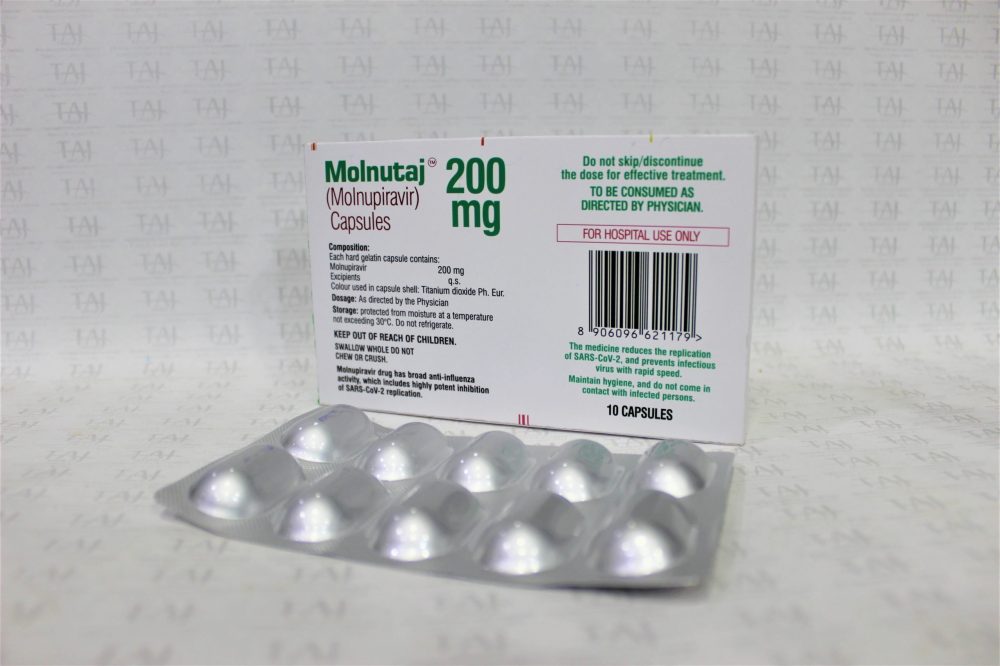 Molnutaj™ 200 mg
(Molnupiravir)
Capsules
Composition:
Each hard gelatin capsule contains:
Molnupiravir 200 mg
Excipients q.s.
Colour used in capsule shell: Titanium dioxide Ph. Eur.
Dosage: As directed by the Physician
Storage: protected from moisture at a temperature
not exceeding 30°C. Do not refrigerate.
KEEP OUT OF REACH OF CHILDREN.
SWALLOW WHOLE DO NOT
CHEW OR CRUSH.
Molnupiravir drug has broad anti-influenza
activity, which includes highly potent inhibition
of SARS-CoV-2 replication.
Do not skip/discontinue
the dose for effective treatment.
TO BE CONSUMED AS
DIRECTED BY PHYSICIAN.
FOR HOSPITAL USE ONLY
8 906096 621179 >
The medicine reduces the replication
of SARS-CoV-2, and prevents infectious
virus with rapid speed.
Maintain hygiene, and do not come in
contact with infected persons.
10 CAPSULES
TAJ